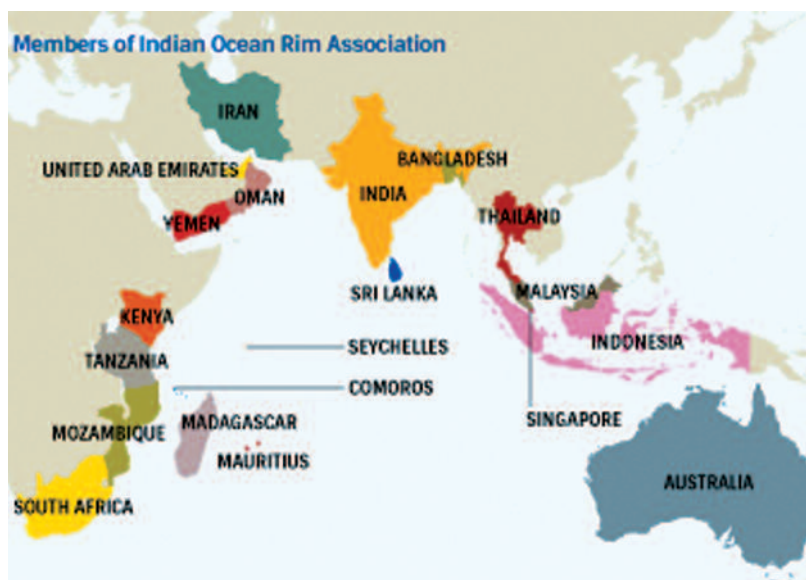 Members of Indian Ocean Rim Association
IRAN
UNITED ARAB EMIRATES
OMAN
YEMEN
INDIA
BANGLADESH
THAILAND
SRI LANKA
MALAYSIA
INDONESIA
KENYA
TANZANIA
SEYCHELLES
COMOROS
SINGAPORE
MOZAMBIQUE
MADAGASCAR
MAURITIUS
SOUTH AFRICA
AUSTRALIA